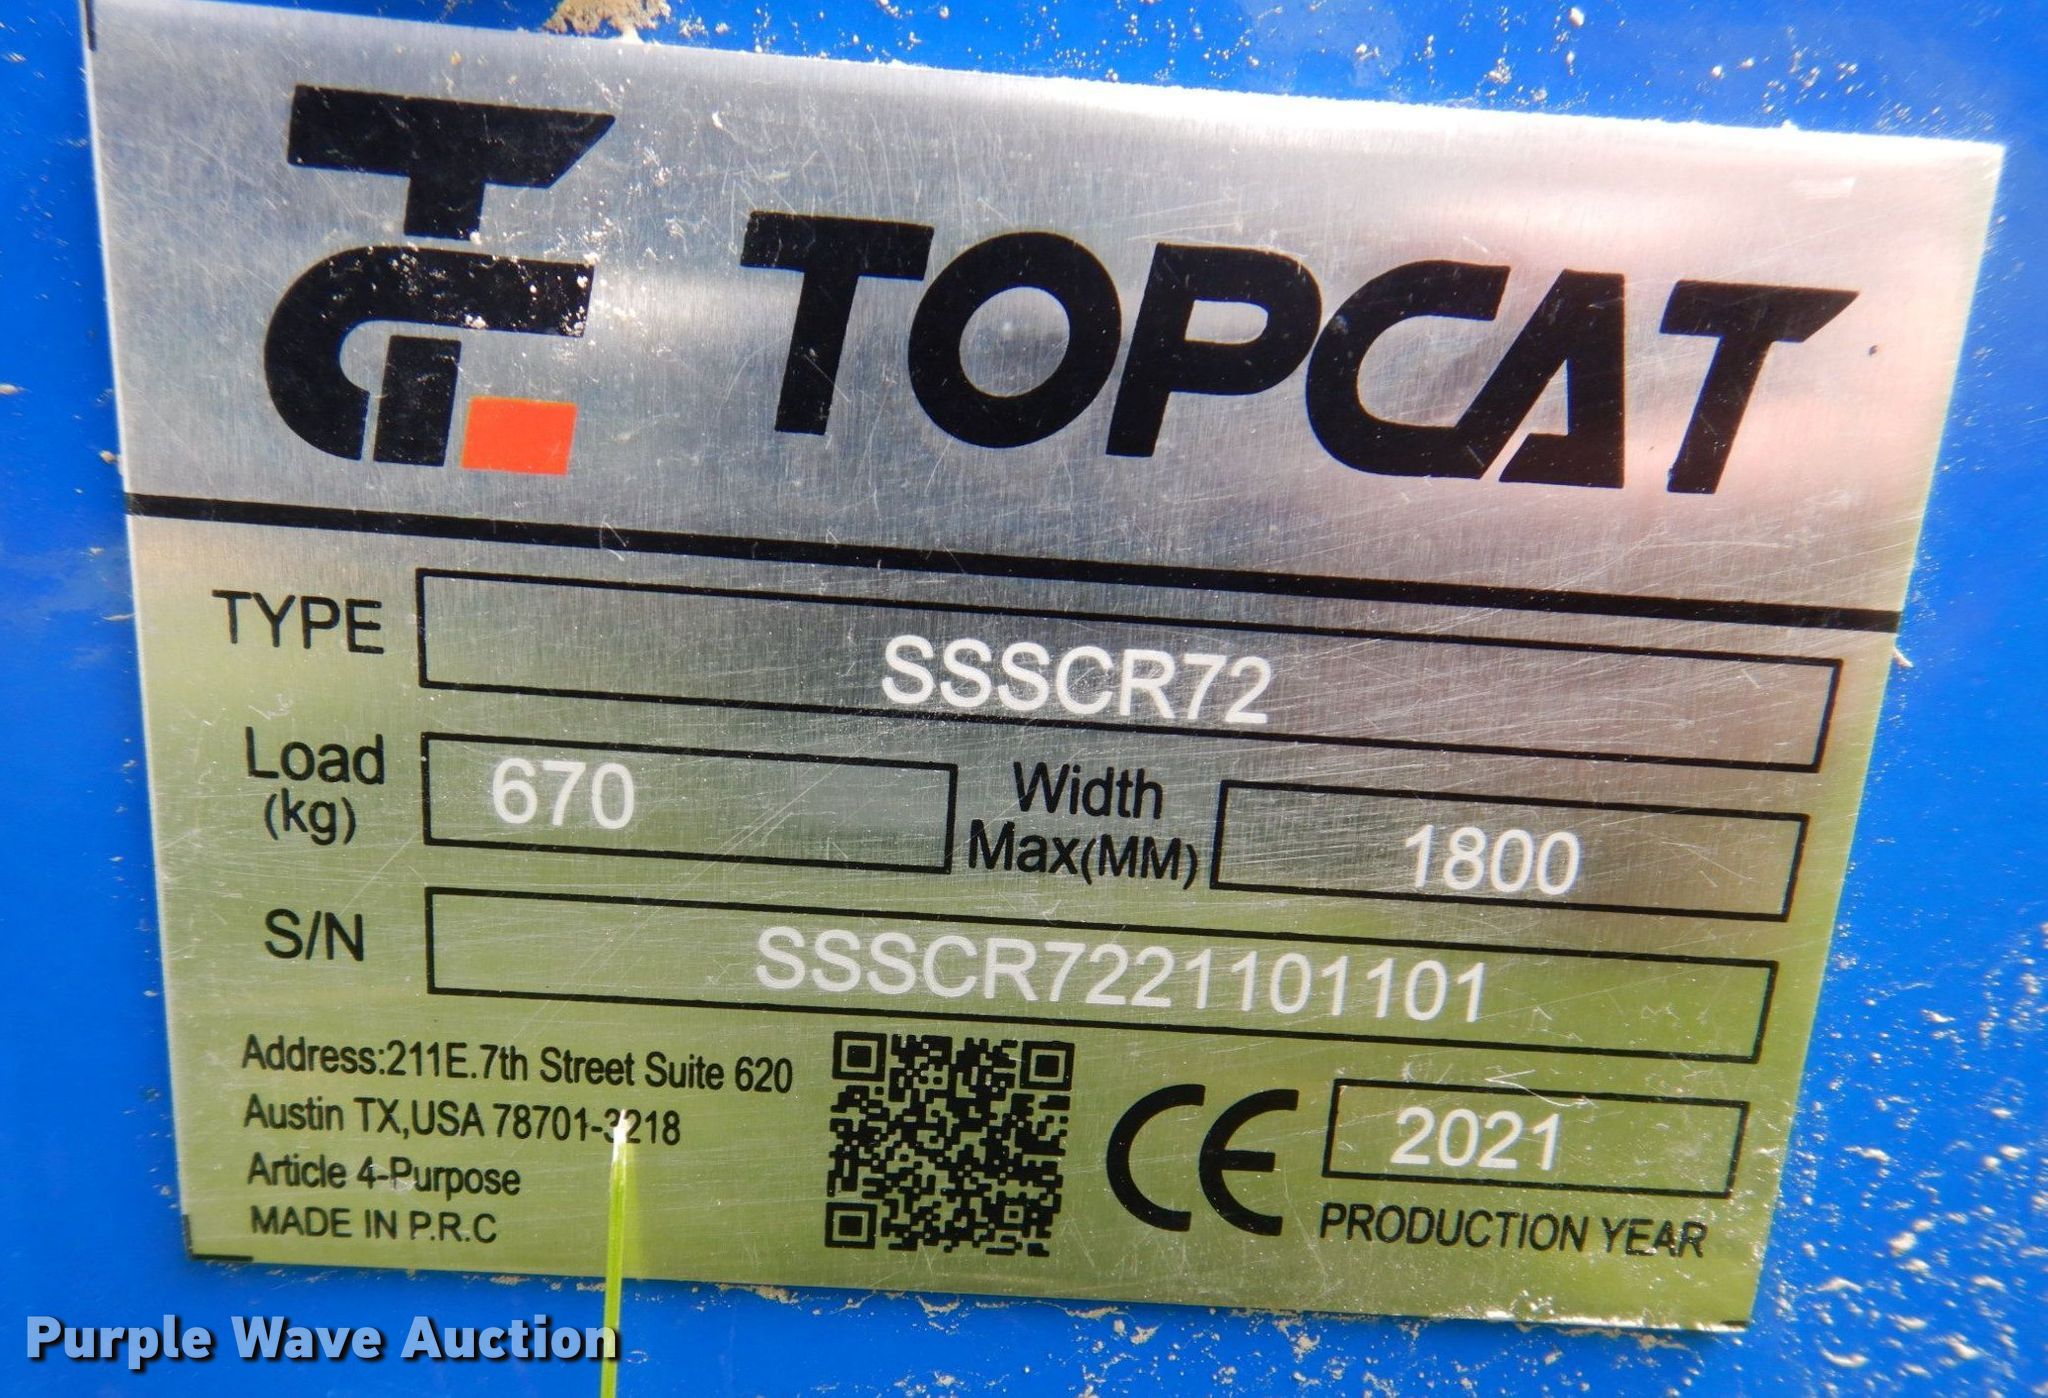 TOPCAT
TYPE SSSCR72
Load (kg) 670 Width Max(MM) 1800
S/N SSSCR7221101101
Address:211E.7th Street Suite 620
Austin TX,USA 78701-3218
Article 4-Purpose
MADE IN P.R.C
CE
2021
PRODUCTION YEAR
Purple Wave Auction